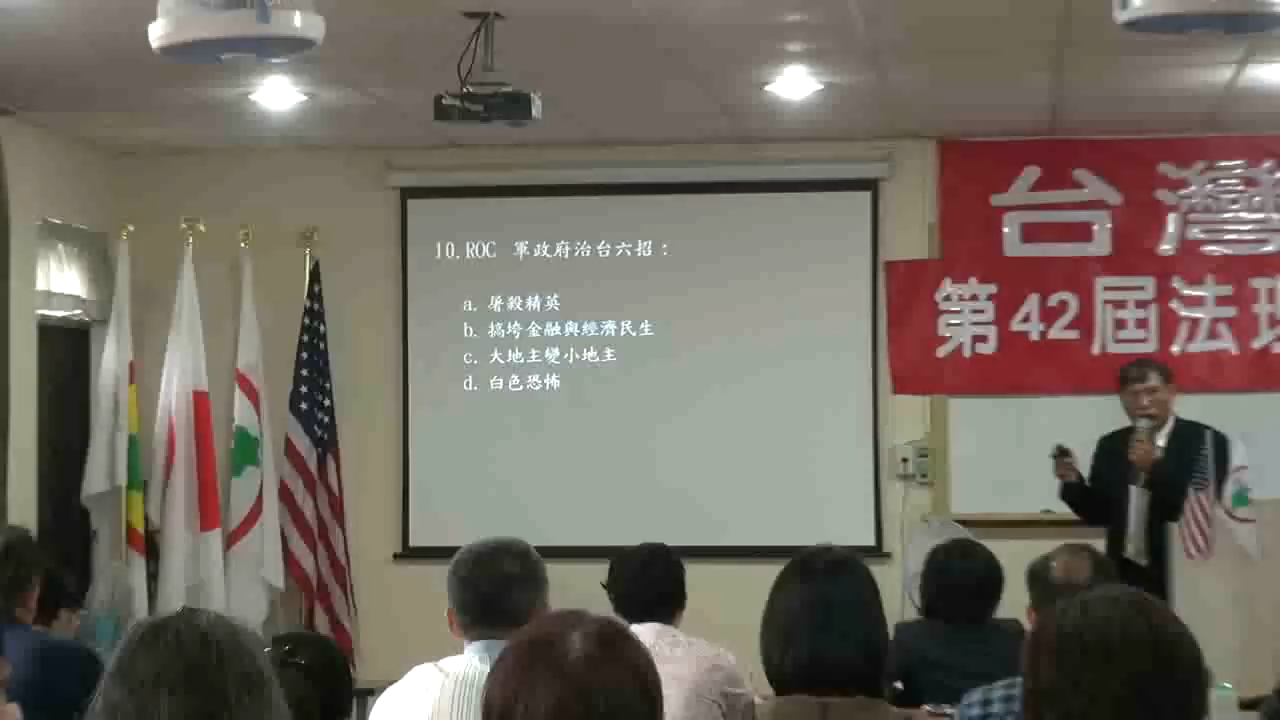 10.ROC 軍政府治台六招：
a. 屠殺精英
b. 搞垮金融與經濟民生
c. 大地主變小地主
d. 白色恐怖
台灣
第42屆法班